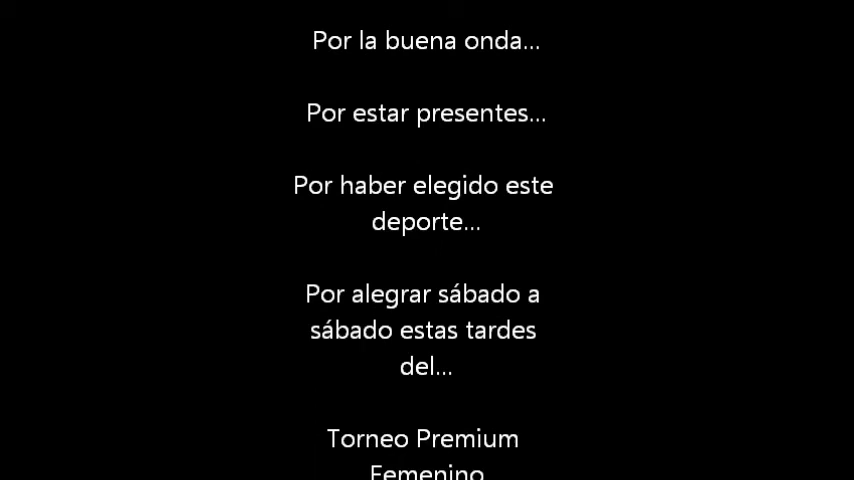 Por la buena onda...
Por estar presentes...
Por haber elegido este
deporte...
Por alegrar sábado a
sábado estas tardes
del...
Torneo Premium
Femenino